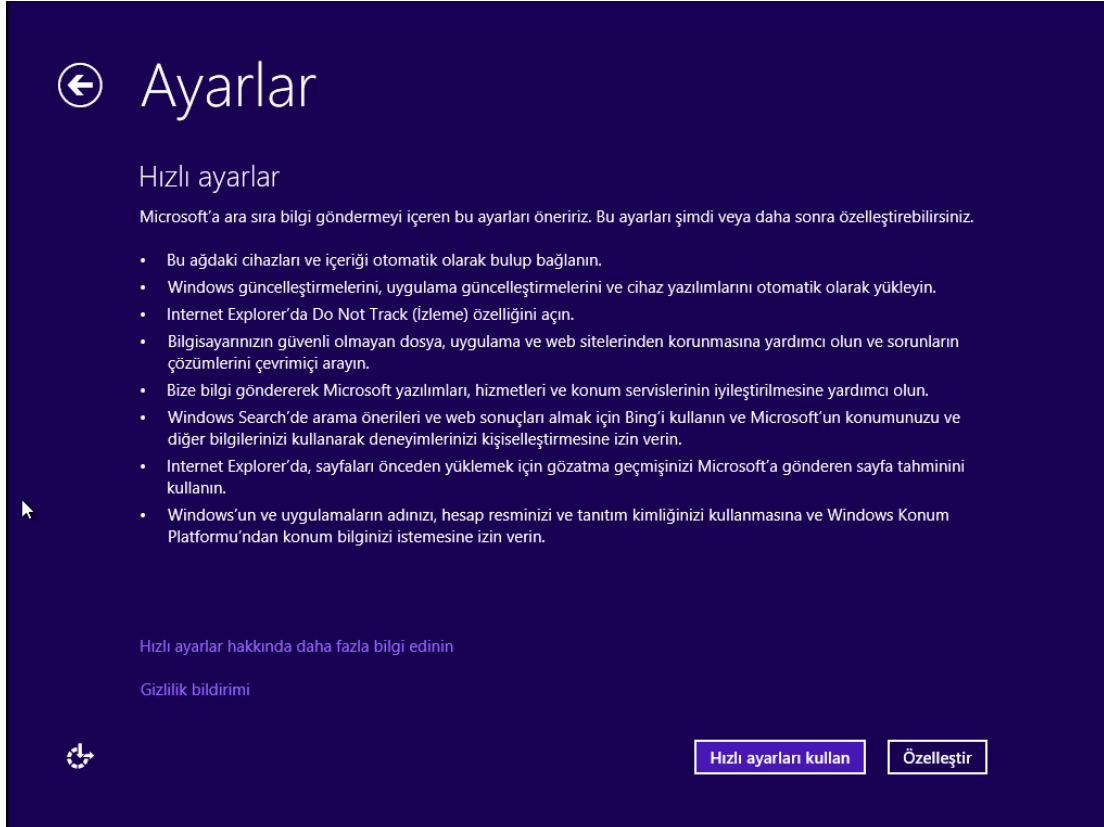 Ayarlar
Hızlı ayarlar
Microsoft'a ara sıra bilgi göndermeyi içeren bu ayarları öneririz. Bu ayarları şimdi veya daha sonra özelleştirebilirsiniz.
• Bu ağdaki cihazları ve içeriği otomatik olarak bulup bağlanın.
• Windows güncelleştirmelerini, uygulama güncelleştirmelerini ve cihaz yazılımlarını otomatik olarak yükleyin.
• Internet Explorer'da Do Not Track (İzleme) özelliğini açın.
• Bilgisayarınızın güvenli olmayan dosya, uygulama ve web sitelerinden korunmasına yardımcı olun ve sorunların
çözümlerini çevrimiçi arayın.
• Bize bilgi göndererek Microsoft yazılımları, hizmetleri ve konum servislerinin iyileştirilmesine yardımcı olun.
• Windows Search'de arama önerileri ve web sonuçları almak için Bing'i kullanın ve Microsoft'un konumunuzu ve
diğer bilgilerinizi kullanarak deneyimlerinizi kişiselleştirmesine izin verin.
• Internet Explorer'da, sayfaları önceden yüklemek için gözatma geçmişinizi Microsoft'a gönderen sayfa tahminini
kullanın.
• Windows'un ve uygulamaların adınızı, hesap resminizi ve tanıtım kimliğinizi kullanmasına ve Windows Konum
Platformu'ndan konum bilginizi istemesine izin verin.
Hızlı ayarlar hakkında daha fazla bilgi edinin
Gizlilik bildirimi
Hızlı ayarları kullan
Özelleştir